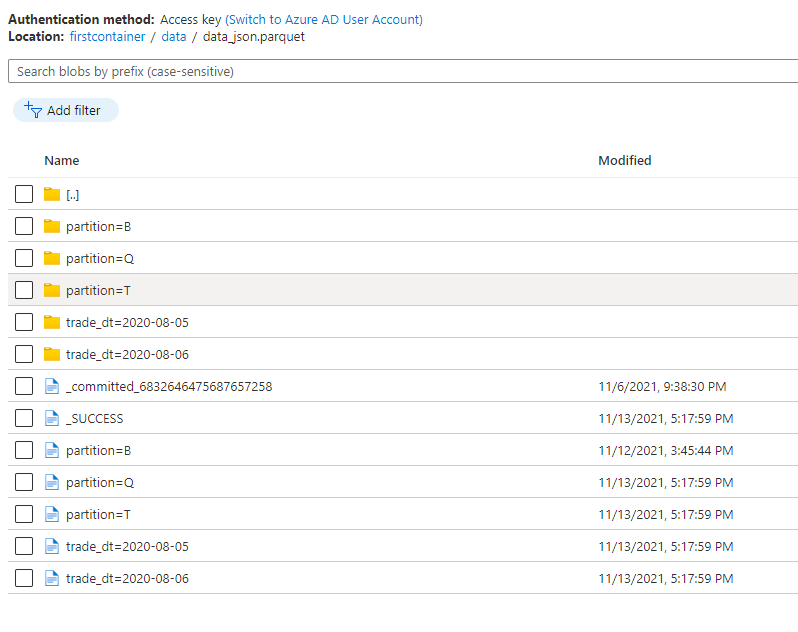 Authentication method: Access key (Switch to Azure AD User Account)
Location: firstcontainer / data / data_json.parquet
Search blobs by prefix (case-sensitive)
Add filter
Name Modified
[..]
partition=B
partition=Q
partition=T
trade_dt=2020-08-05
trade_dt=2020-08-06
_committed_6832646475687657258 11/6/2021, 9:38:30 PM
_SUCCESS 11/13/2021, 5:17:59 PM
partition=B 11/12/2021, 3:45:44 PM
partition=Q 11/13/2021, 5:17:59 PM
partition=T 11/13/2021, 5:17:59 PM
trade_dt=2020-08-05 11/13/2021, 5:17:59 PM
trade_dt=2020-08-06 11/13/2021, 5:17:59 PM